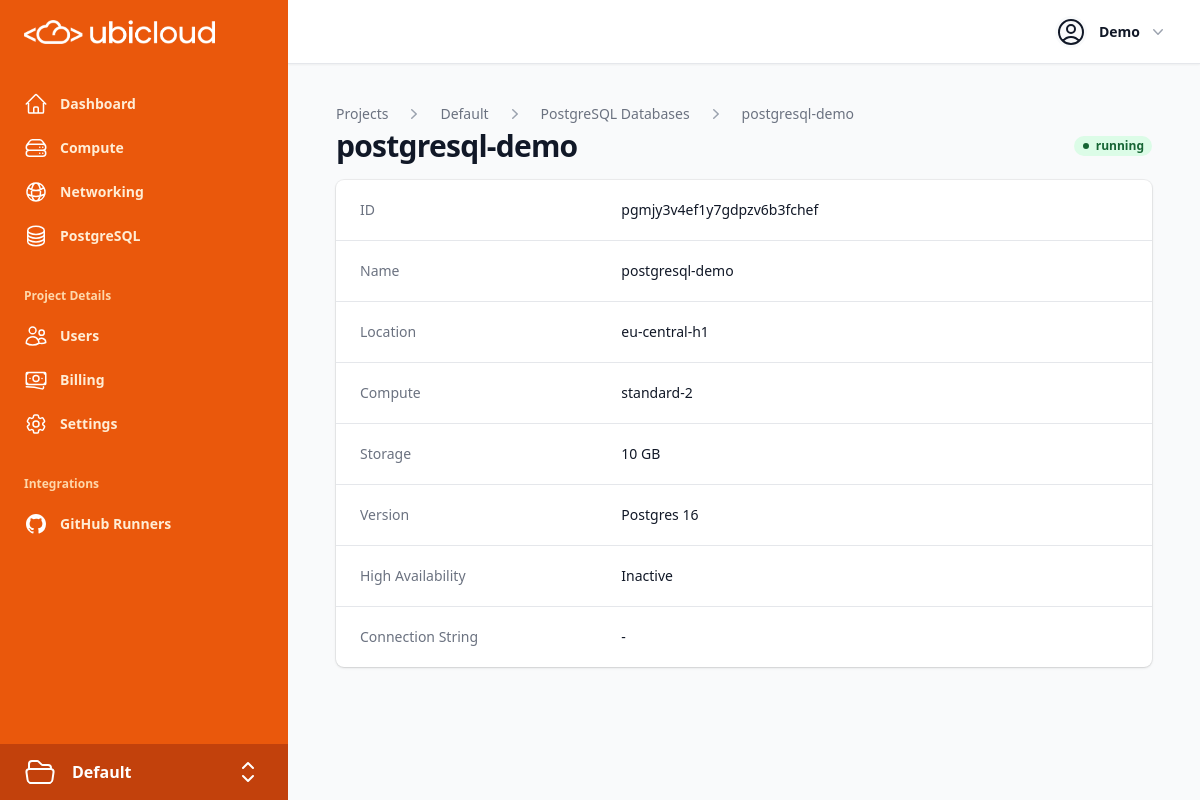 ubicloud
Dashboard
Compute
Networking
PostgreSQL
Project Details
Users
Billing
Settings
Integrations
GitHub Runners
Default
Demo
Projects Default PostgreSQL Databases postgresql-demo
postgresql-demo running
ID pgmjy3v4ef1y7gdpzv6b3fchef
Name postgresql-demo
Location eu-central-h1
Compute standard-2
Storage 10 GB
Version Postgres 16
High Availability Inactive
Connection String -